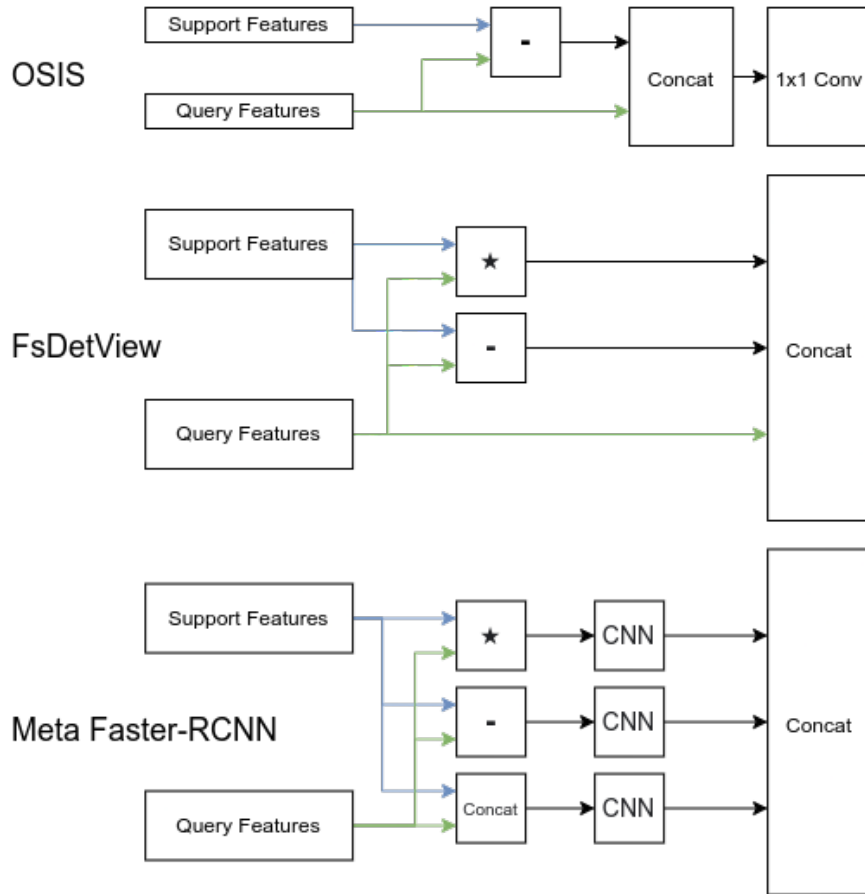 OSIS
Support Features
Query Features
-
Concat
1x1 Conv
FsDetView
Support Features
Query Features
★
-
Concat
Meta Faster-RCNN
Support Features
Query Features
★
CNN
-
CNN
Concat
CNN
Concat